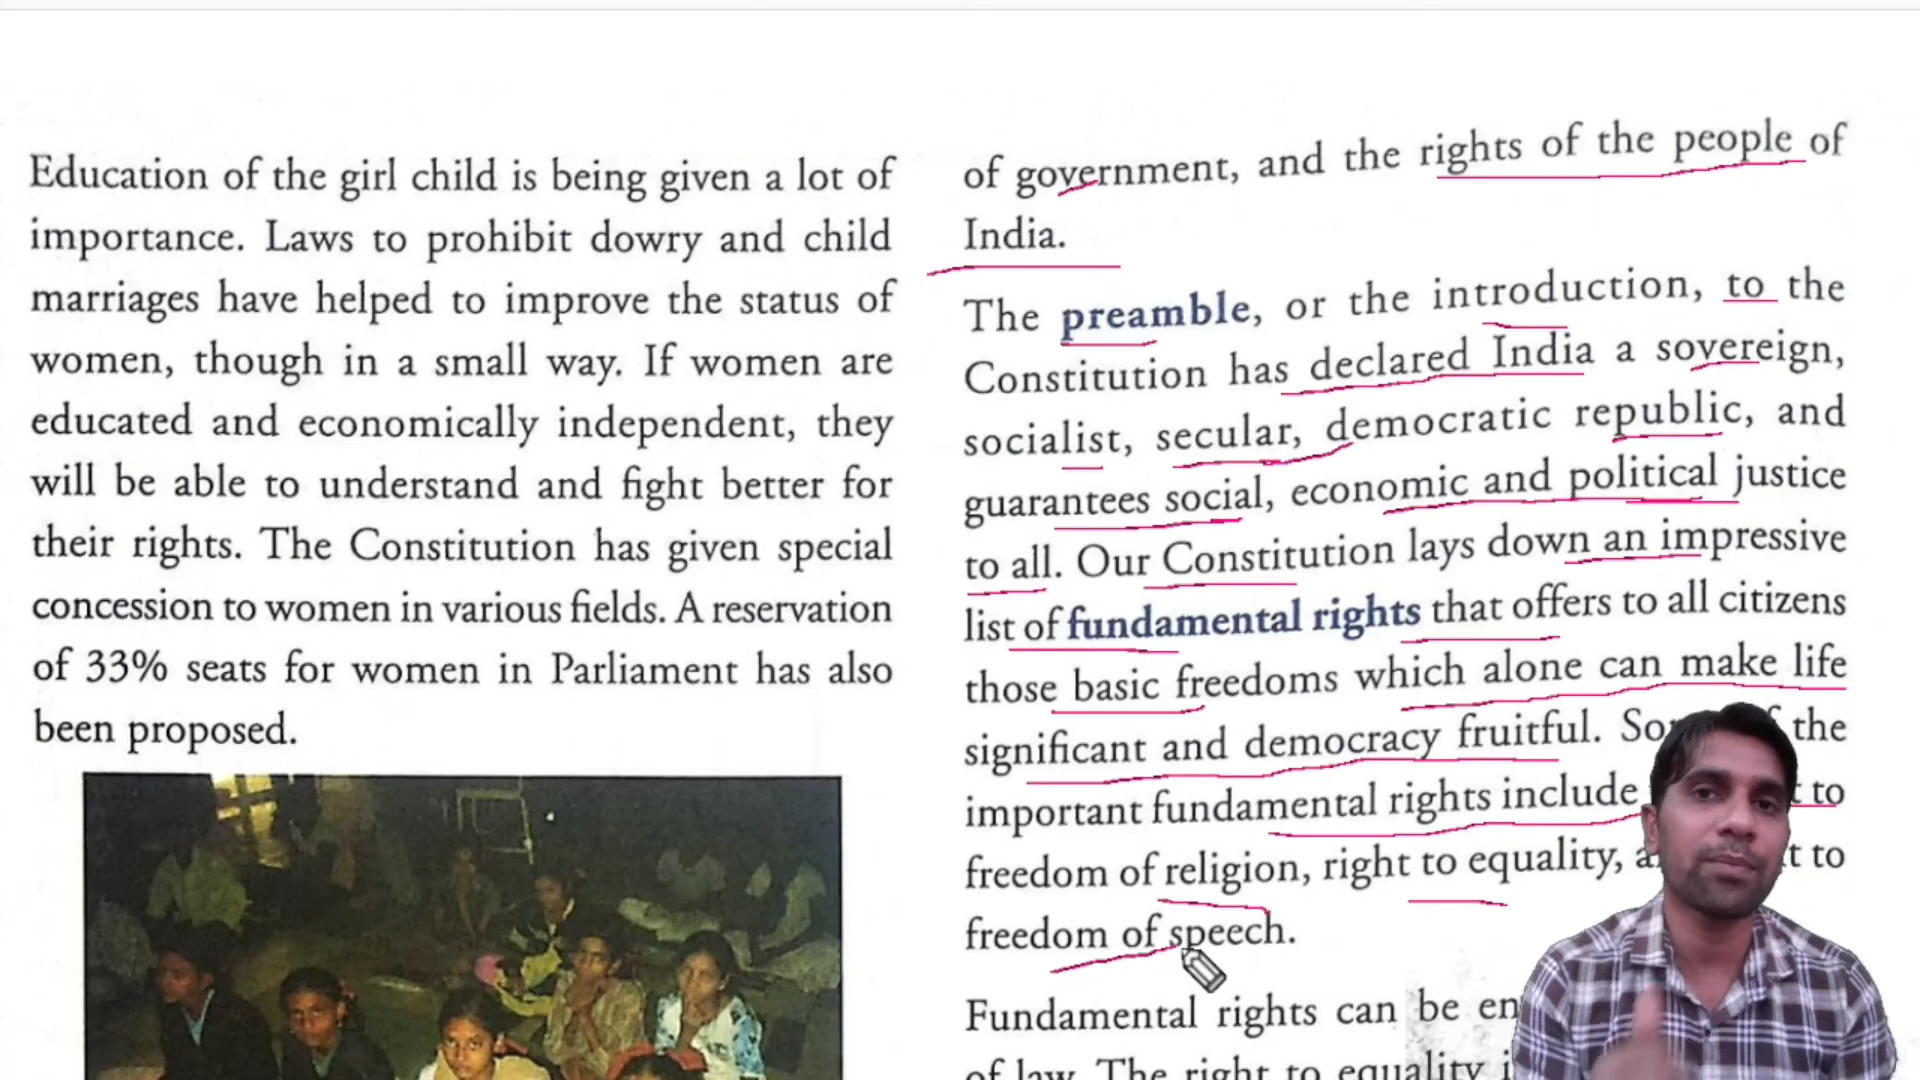 Education of the girl child is being given a lot of
importance. Laws to prohibit dowry and child
marriages have helped to improve the status of
women, though in a small way. If women are
educated and economically independent, they
will be able to understand and fight better for
their rights. The Constitution has given special
concession to women in various fields. A reservation
of 33% seats for women in Parliament has also
been proposed.
of government, and the rights of the people of
India.
The preamble, or the introduction, to the
Constitution has declared India a sovereign,
socialist, secular, democratic republic, and
guarantees social, economic and political justice
to all. Our Constitution lays down an impressive
list of fundamental rights that offers to all citizens
those basic freedoms which alone can make life
significant and democracy fruitful. the
important fundamental rights include to
freedom of religion, right to equality, to
freedom of speech.
Fundamental rights can be
of law. The right to equality